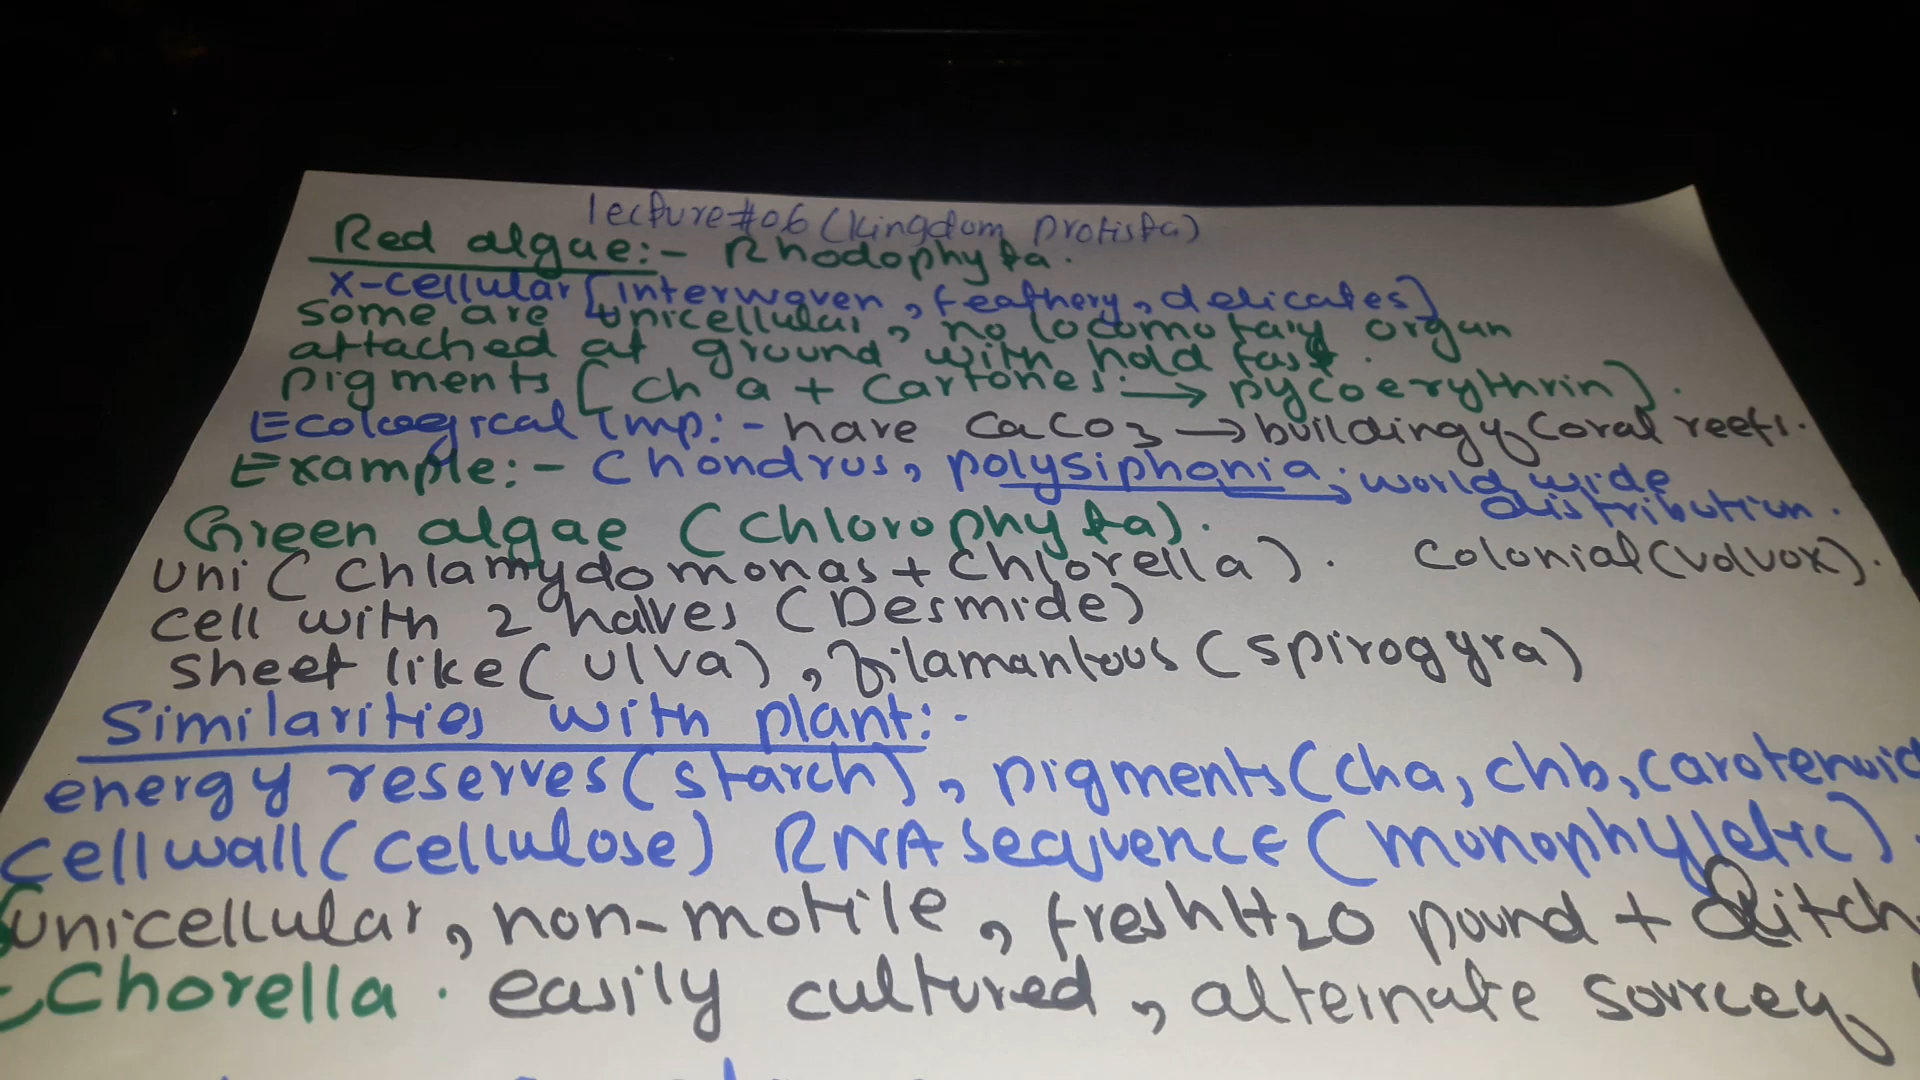 lecture#06 (kingdom protista)
Red algae:- Rhodophyta.
x-cellular [interwoven, feathery, delicates]
some are unicellular, no locomotary organ
attached at ground with hold fast.
pigments [ch a + cartones. → pycoerythrin].
Ecological Imp:- have CaCO3 → building of Coral reefs.
Example:- Chondrus, polysiphonia; world wide
distribution.
Green algae (Chlorophyta).
uni (Chlamydomonas + Chlorella). Colonial (volvox).
cell with 2 halves (Desmide)
sheet like (ulva), filamantous (spirogyra)
Similarities with plant:-
energy reserves (starch), pigments (cha, chb, carotenoid
cellwall (cellulose) RNA sequence (monophyletic).
unicellular, non-motile, fresh H2O pound + ditch.
Chorella. easily cultured, alternate source of